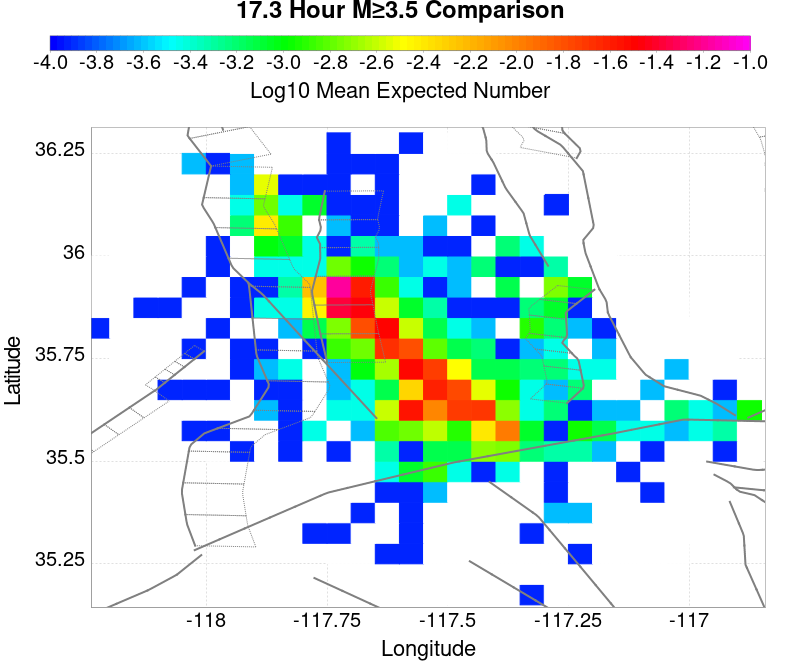 17.3 Hour M≥3.5 Comparison
-4.0 -3.8 -3.6 -3.4 -3.2 -3.0 -2.8 -2.6 -2.4 -2.2 -2.0 -1.8 -1.6 -1.4 -1.2 -1.0
Log10 Mean Expected Number
36.25
36
35.75
35.5
35.25
Latitude
-118 -117.75 -117.5 -117.25 -117
Longitude